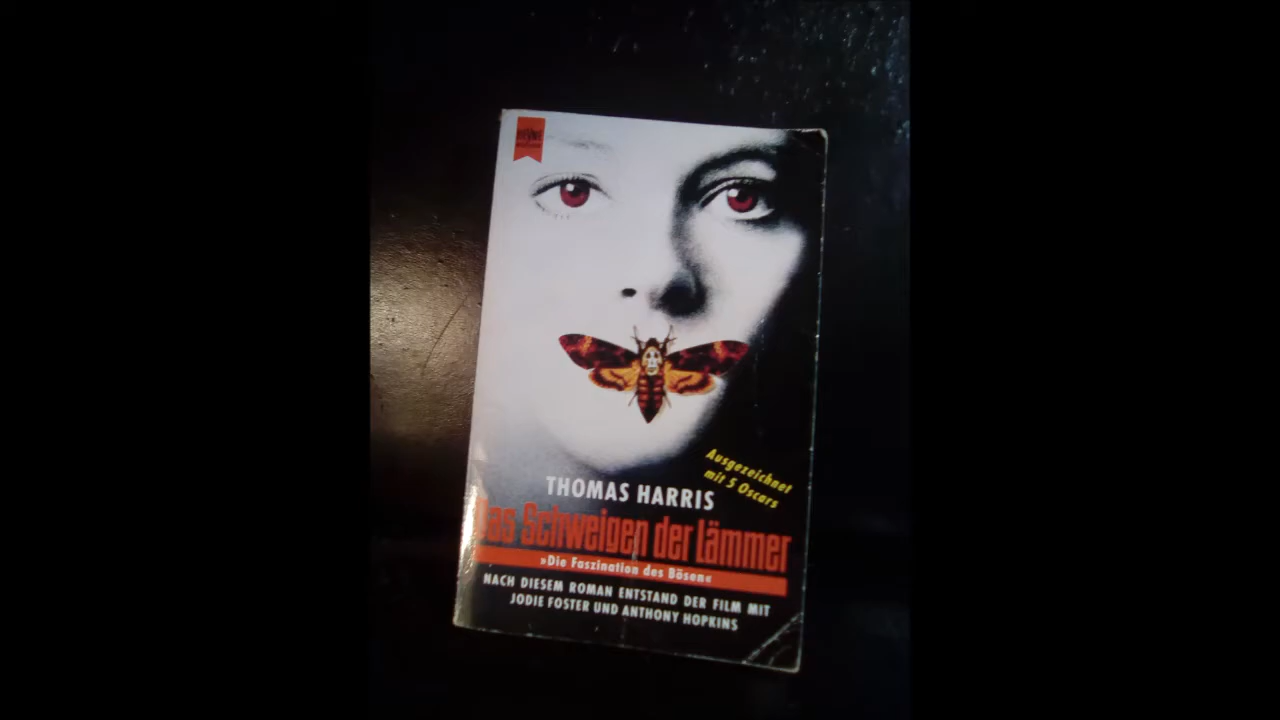 HEYNE
THOMAS HARRIS
Ausgezeichnet
mit 5 Oscars
Das Schweigen der Lämmer
»Die Faszination des Bösen«
NACH DIESEM ROMAN ENTSTAND DER FILM MIT
JODIE FOSTER UND ANTHONY HOPKINS